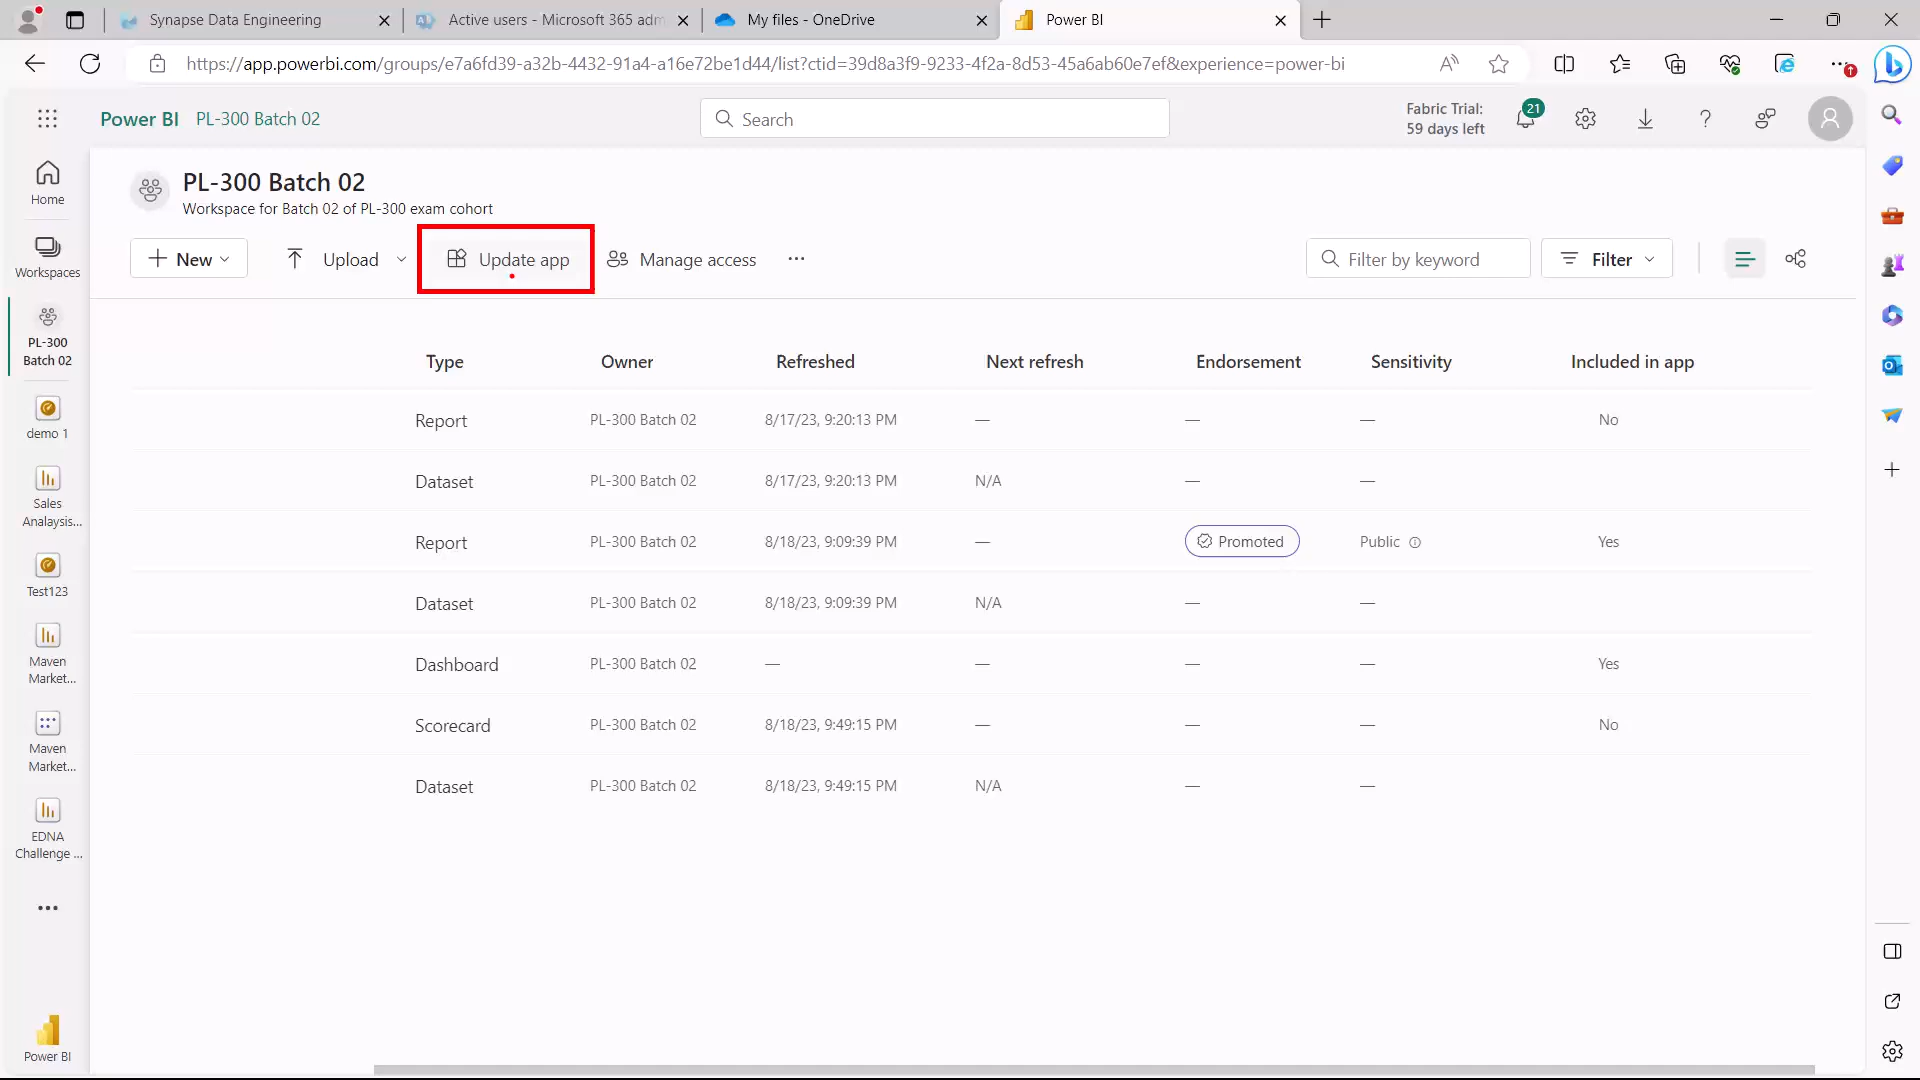 Synapse Data Engineering
Active users - Microsoft 365 adm
My files - OneDrive
Power BI
https://app.powerbi.com/groups/e7a6fd39-a32b-4432-91a4-a16e72be1d44/list?ctid=39d8a3f9-9233-4f2a-8d53-45a6ab60e7ef&experience=power-bi
Power BI PL-300 Batch 02
Search
Fabric Trial:
59 days left
21
Home
Workspaces
PL-300
Batch 02
demo 1
Sales
Analaysis...
Test123
Maven
Market...
Maven
Market...
EDNA
Challenge ...
Power BI
PL-300 Batch 02
Workspace for Batch 02 of PL-300 exam cohort
New Upload Update app Manage access Filter by keyword Filter
Type Owner Refreshed Next refresh Endorsement Sensitivity Included in app
Report PL-300 Batch 02 8/17/23, 9:20:13 PM — — — No
Dataset PL-300 Batch 02 8/17/23, 9:20:13 PM N/A — —
Report PL-300 Batch 02 8/18/23, 9:09:39 PM — Promoted Public Yes
Dataset PL-300 Batch 02 8/18/23, 9:09:39 PM N/A — —
Dashboard PL-300 Batch 02 — — — — Yes
Scorecard PL-300 Batch 02 8/18/23, 9:49:15 PM — — — No
Dataset PL-300 Batch 02 8/18/23, 9:49:15 PM N/A — —